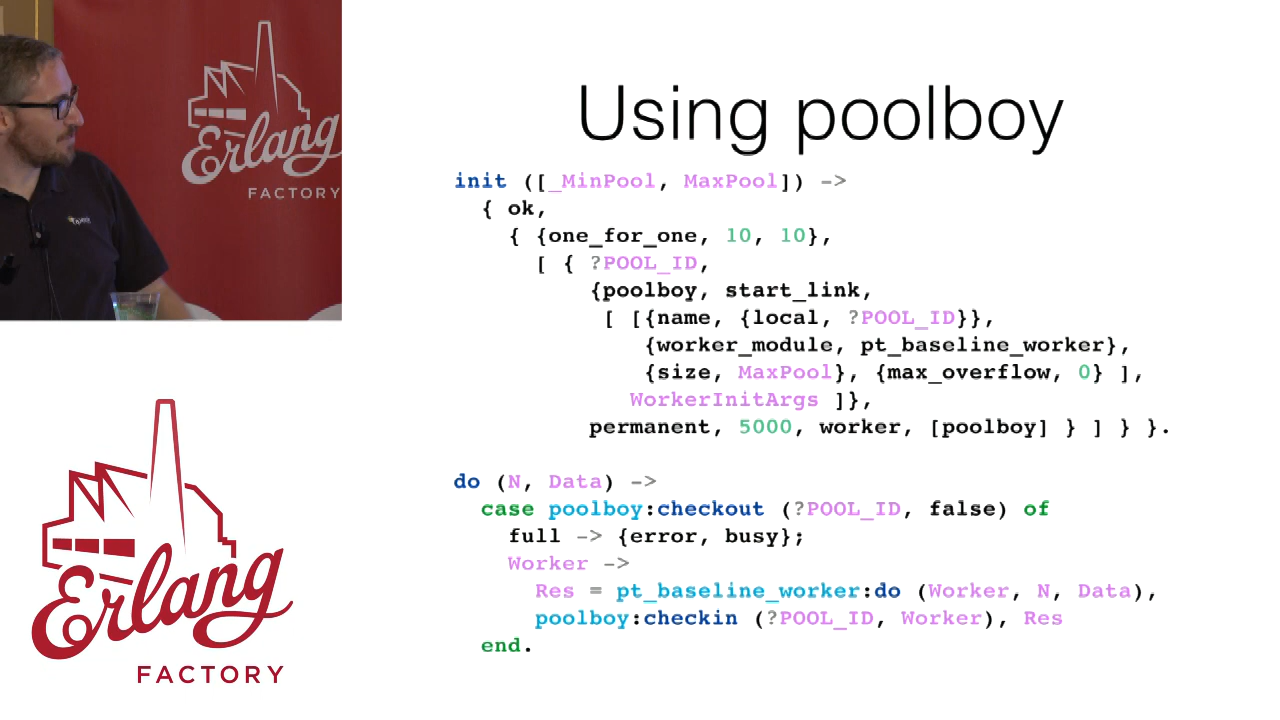 Erlang
FACTORY
Using poolboy
init ([_MinPool, MaxPool]) ->
{ ok,
{ {one_for_one, 10, 10},
[ { ?POOL_ID,
{poolboy, start_link,
[ [{name, {local, ?POOL_ID}},
{worker_module, pt_baseline_worker},
{size, MaxPool}, {max_overflow, 0} ],
WorkerInitArgs ]},
permanent, 5000, worker, [poolboy] } ] } }.
do (N, Data) ->
case poolboy:checkout (?POOL_ID, false) of
full -> {error, busy};
Worker ->
Res = pt_baseline_worker:do (Worker, N, Data),
poolboy:checkin (?POOL_ID, Worker), Res
end.
Erlang
FACTORY